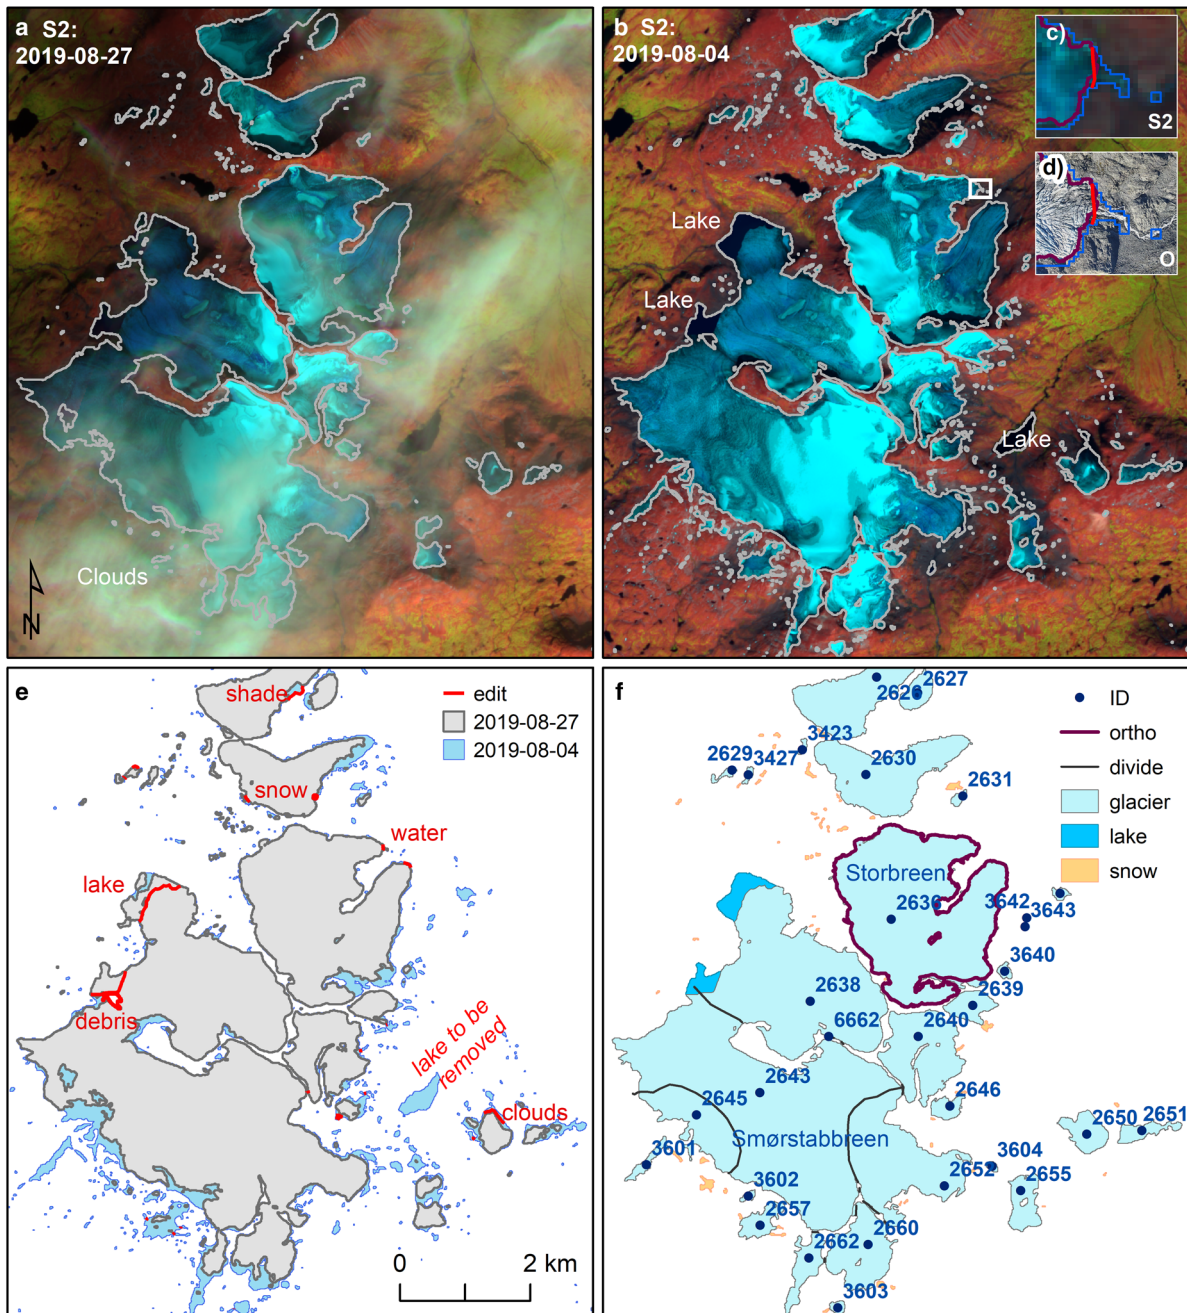 a S2:
2019-08-27
Clouds
N
b S2:
2019-08-04
Lake
Lake
Lake
c)
S2
d)
O
e
edit
2019-08-27
2019-08-04
shade
snow
water
lake
debris
lake to be
removed
clouds
0 2 km
f
ID
ortho
divide
glacier
lake
snow
2627
2626
3423
2629
3427
2630
2631
Storbreen
2636
3642
3643
3640
2638
2639
6662
2640
2643
2645
2646
2650
2651
Smørstabbreen
3601
3604
2652
2655
3602
2657
2660
2662
3603